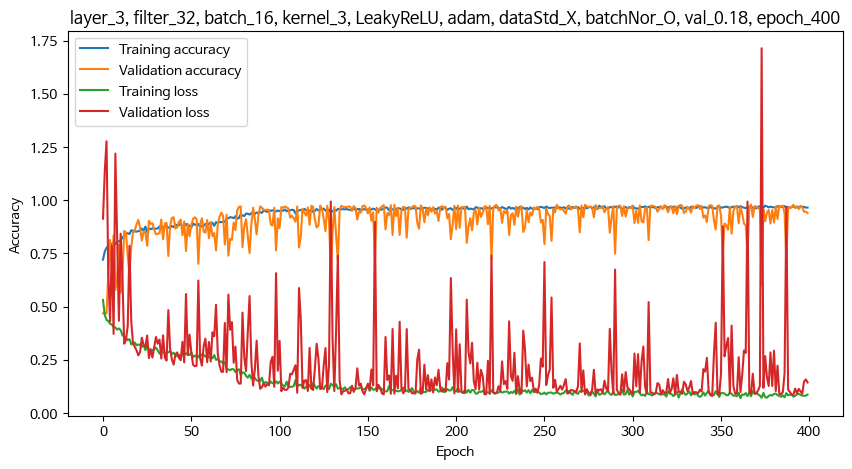 layer_3, filter_32, batch_16, kernel_3, LeakyReLU, adam, dataStd_X, batchNor_O, val_0.18, epoch_400
Training accuracy
Validation accuracy
Training loss
Validation loss
Accuracy
1.75
1.50
1.25
1.00
0.75
0.50
0.25
0.00
0 50 100 150 200 250 300 350 400
Epoch